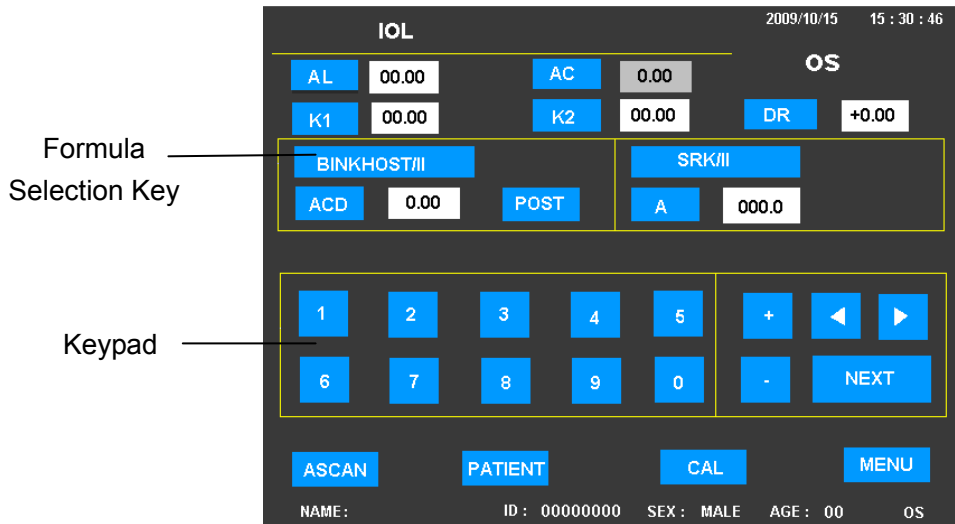 IOL 2009/10/15 15 : 30 : 46
OS
AL 00.00 AC 0.00
K1 00.00 K2 00.00 DR +0.00
Formula
Selection Key
BINKHOST/II SRK/II
ACD 0.00 POST A 000.0
1 2 3 4 5 +
Keypad
6 7 8 9 0 - NEXT
ASCAN PATIENT CAL MENU
NAME : ID : 00000000 SEX : MALE AGE : 00 OS